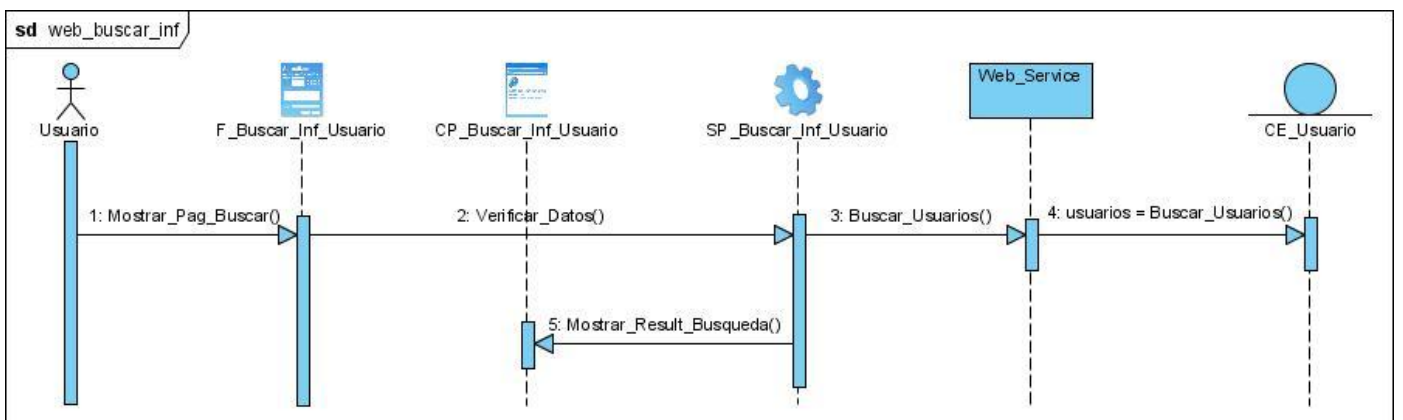 sd web_buscar_inf
Usuario
F_Buscar_Inf_Usuario
CP_Buscar_Inf_Usuario
SP_Buscar_Inf_Usuario
Web_Service
CE_Usuario
1: Mostrar_Pag_Buscar()
2: Verificar_Datos()
3: Buscar_Usuarios()
4: usuarios = Buscar_Usuarios()
5: Mostrar_Result_Busqueda()